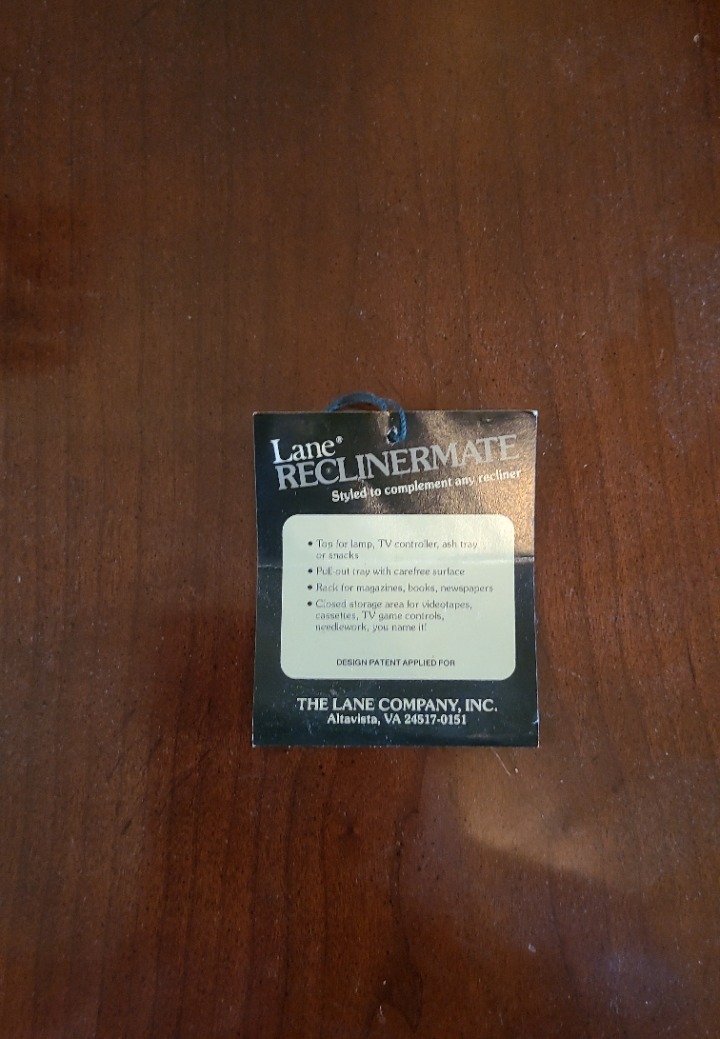 Lane®
RECLINERMATE
Styled to complement any recliner
• Top for lamp, TV controller, ash tray
or snacks
• Pull out tray with carefree surface
• Rack for magazines, books, newspapers
• Closed storage area for videotapes,
cassettes, TV game controls,
needlework, you name it!
DESIGN PATENT APPLIED FOR
THE LANE COMPANY, INC.
Altavista, VA 24517-0151